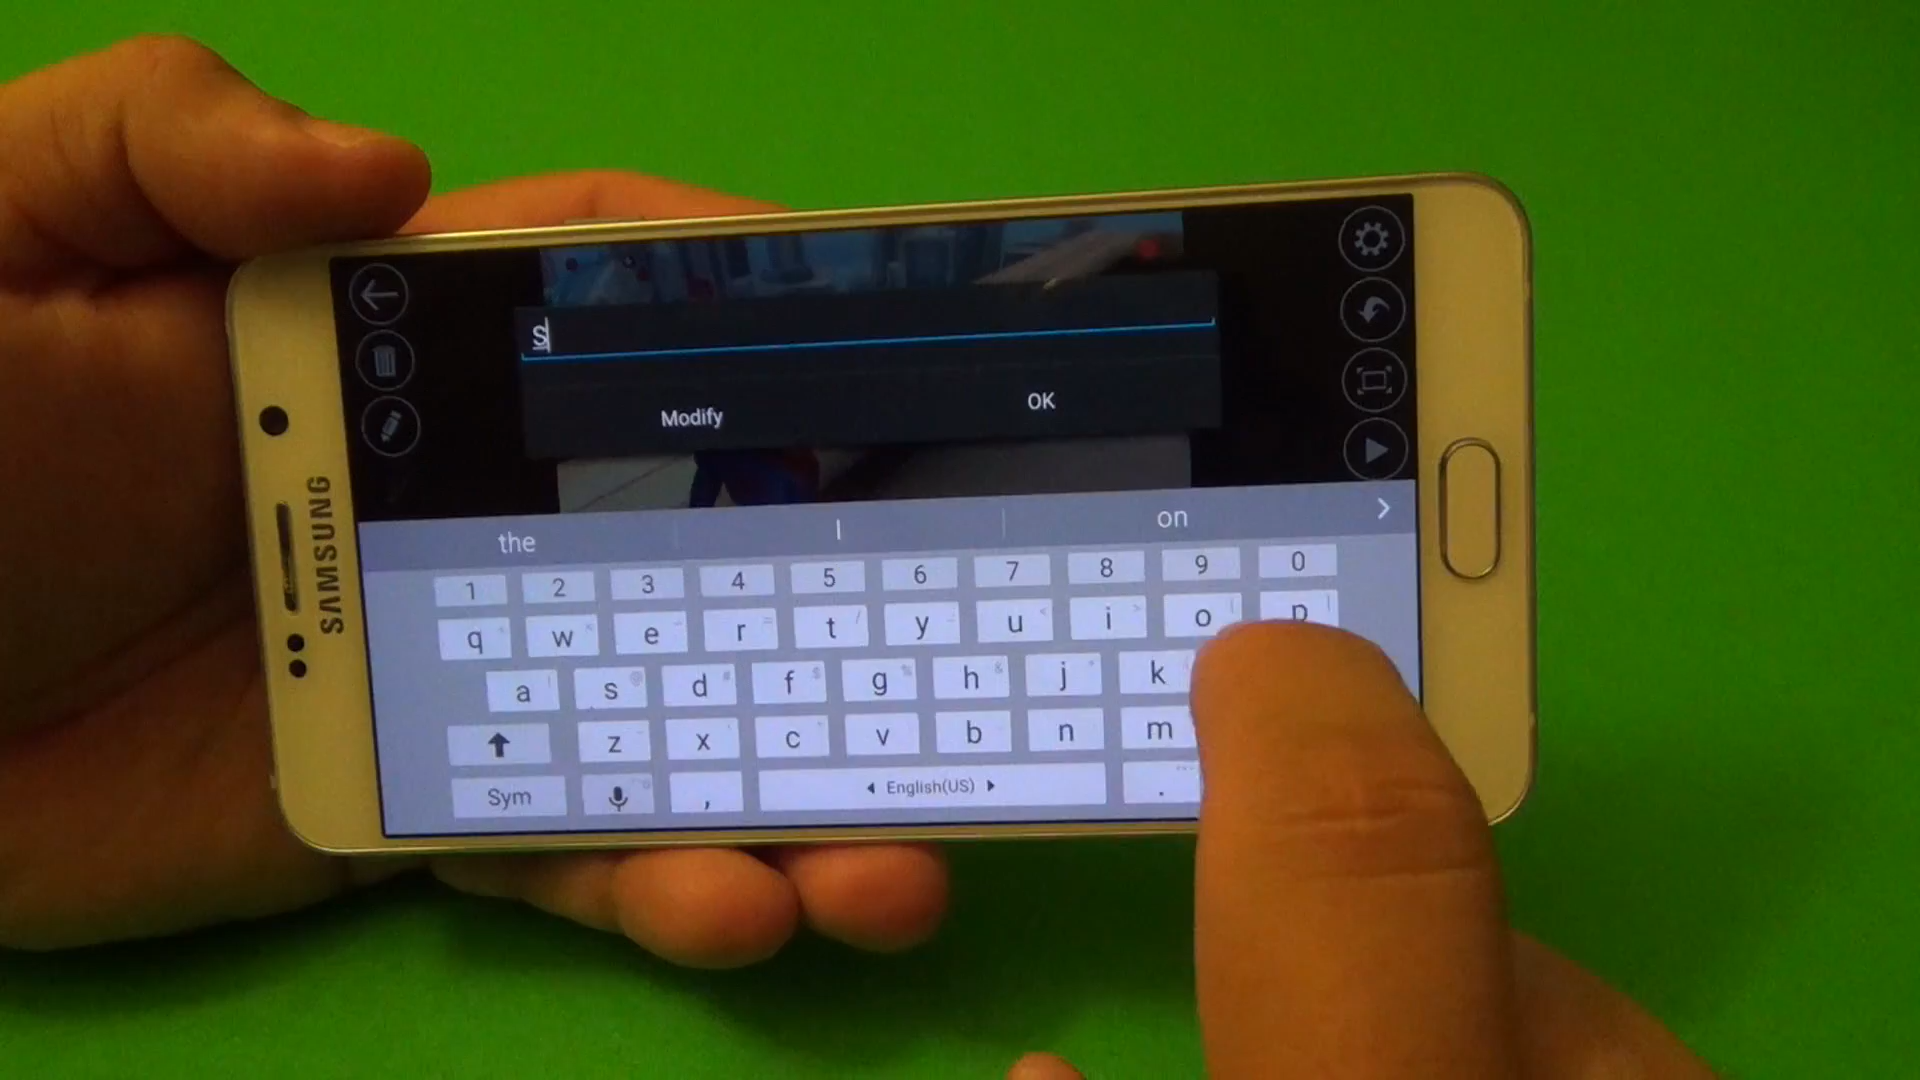 S
Modify OK
SAMSUNG
the I on
1 2 3 4 5 6 7 8 9 0
q w e r t y u i o p
a s d f g h j k
z x c v b n m
Sym , English(US) .